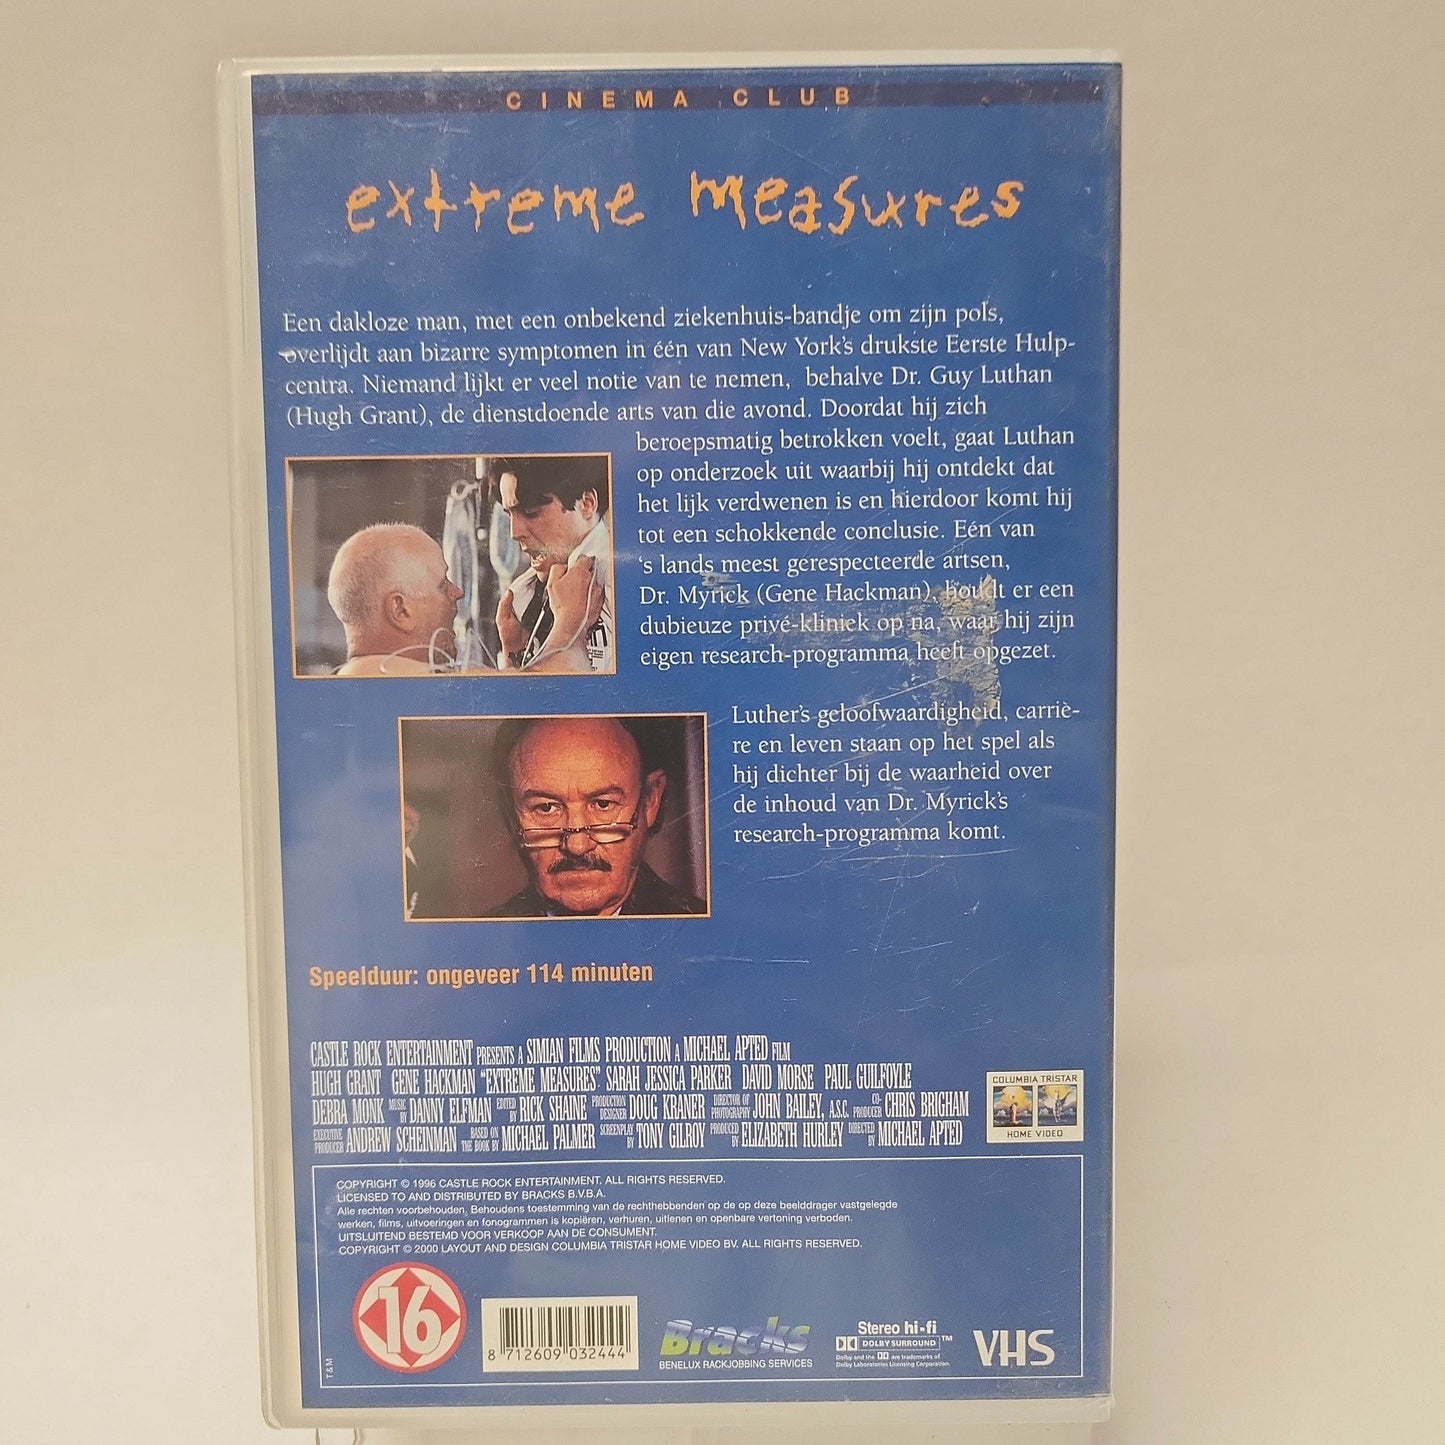 CINEMA CLUB
extreme measures
Een dakloze man, met een onbekend ziekenhuis-bandje om zijn pols,
overlijdt aan bizarre symptomen in één van New York's drukste Eerste Hulp-
centra. Niemand lijkt er veel notie van te nemen, behalve Dr. Guy Luthan
(Hugh Grant), de dienstdoende arts van die avond. Doordat hij zich
beroepsmatig betrokken voelt, gaat Luthan
op onderzoek uit waarbij hij ontdekt dat
het lijk verdwenen is en hierdoor komt hij
tot een schokkende conclusie. Eén van
's lands meest gerespecteerde artsen,
Dr. Myrick (Gene Hackman), houdt er een
dubieuze privé-kliniek op na, waar hij zijn
eigen research-programma heeft opgezet.
Luther's geloofwaardigheid, carriè-
re en leven staan op het spel als
hij dichter bij de waarheid over
de inhoud van Dr. Myrick's
research-programma komt.
Speelduur: ongeveer 114 minuten
CASTLE ROCK ENTERTAINMENT PRESENTS A SIMIAN FILMS PRODUCTION A MICHAEL APTED FILM
HUGH GRANT GENE HACKMAN "EXTREME MEASURES" SARAH JESSICA PARKER DAVID MORSE PAUL GUILFOYLE
DEBRA MONK MUSIC BY DANNY ELFMAN EDITED BY RICK SHAINE PRODUCTION DESIGNER DOUG KRANER DIRECTOR OF PHOTOGRAPHY JOHN BAILEY, A.S.C. CO-PRODUCER CHRIS BRIGHAM
EXECUTIVE PRODUCER ANDREW SCHEINMAN BASED ON THE BOOK BY MICHAEL PALMER SCREENPLAY BY TONY GILROY PRODUCED BY ELIZABETH HURLEY DIRECTED BY MICHAEL APTED
COLUMBIA TRISTAR
HOME VIDEO
COPYRIGHT © 1996 CASTLE ROCK ENTERTAINMENT. ALL RIGHTS RESERVED.
LICENSED TO AND DISTRIBUTED BY BRACKS B.V.B.A.
Alle rechten voorbehouden. Behoudens toestemming van de rechthebbenden op de op deze beelddrager vastgelegde
werken, films, uitvoeringen en fonogrammen is kopiëren, verhuren, uitlenen en openbare vertoning verboden.
UITSLUITEND BESTEMD VOOR VERKOOP AAN DE CONSUMENT.
COPYRIGHT © 2000 LAYOUT AND DESIGN COLUMBIA TRISTAR HOME VIDEO BV. ALL RIGHTS RESERVED.
T&M
16
8 712609 032444
Bracks
BENELUX RACKJOBBING SERVICES
Stereo hi-fi
DOLBY SURROUND TM
Dolby and the DD are trademarks of
Dolby Laboratories Licensing Corporation
VHS